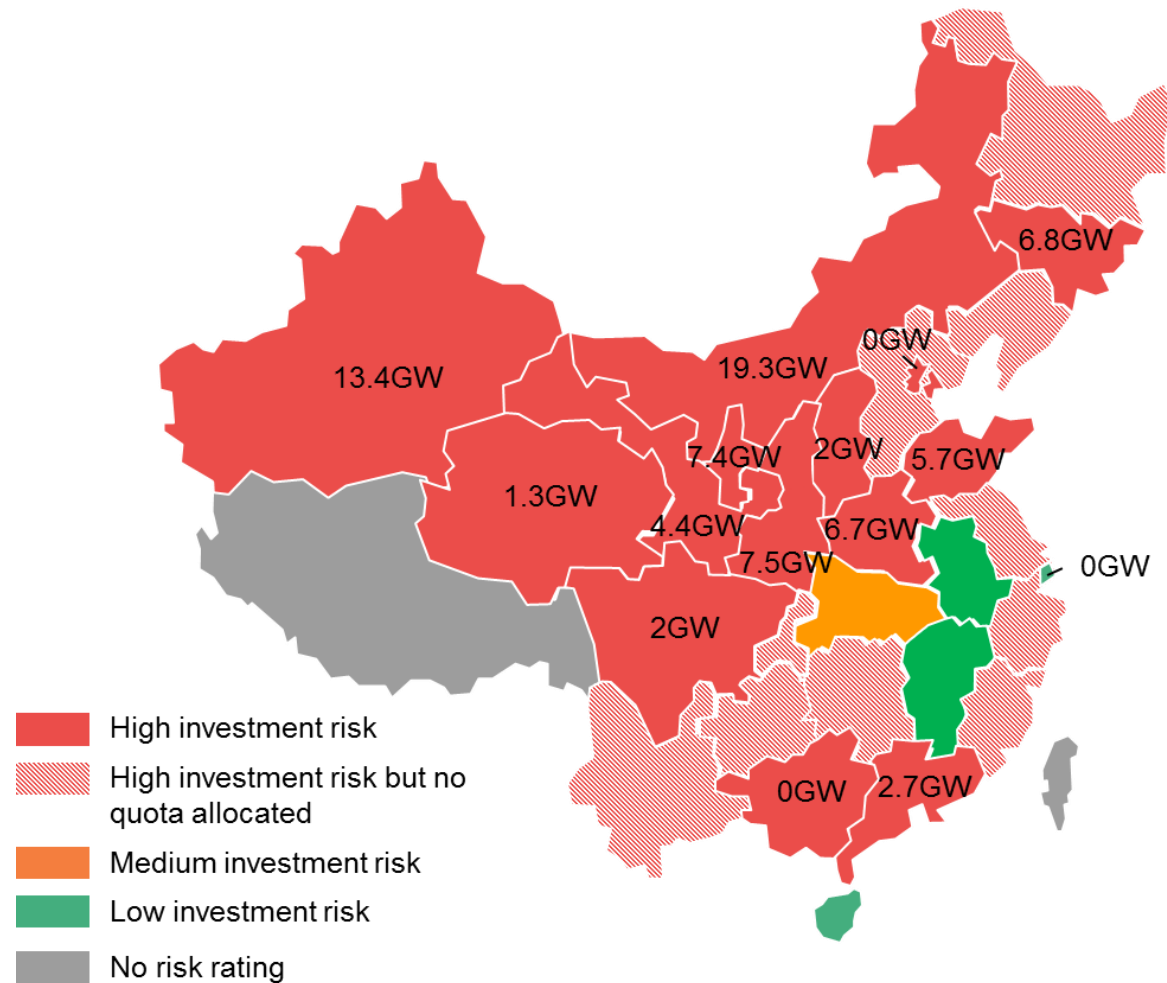 6.8GW
0GW
13.4GW
19.3GW
7.4GW
2GW
5.7GW
1.3GW
4.4GW
6.7GW
7.5GW
0GW
2GW
High investment risk
High investment risk but no
quota allocated
0GW
2.7GW
Medium investment risk
Low investment risk
No risk rating